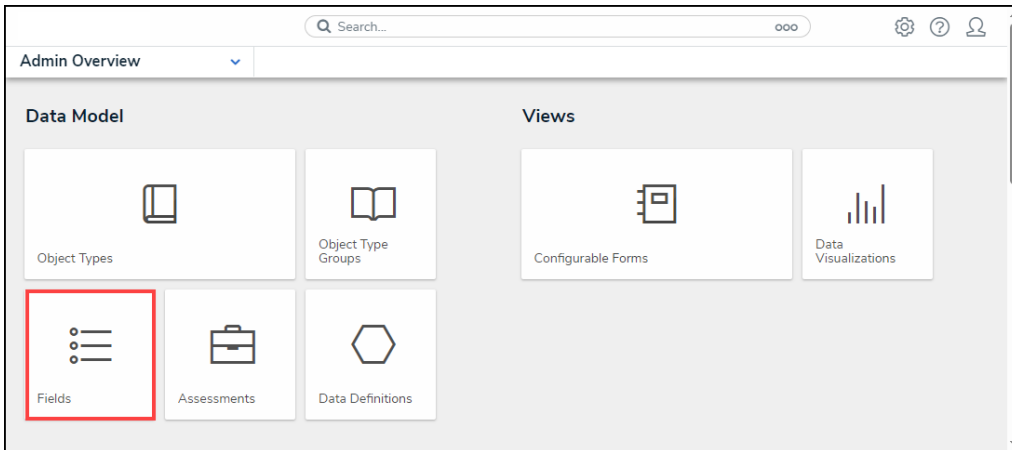 Search...
Admin Overview
Data Model
Views
Object Types
Object Type
Groups
Configurable Forms
Data
Visualizations
Fields
Assessments
Data Definitions